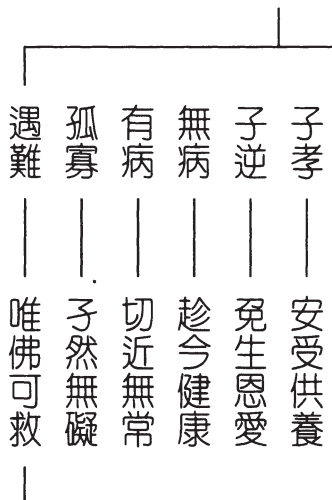 子孝
安受供養
子逆
免生恩愛
無病
趁今健康
有病
切近無常
孤寡
孑然無礙
遇難
唯佛可救